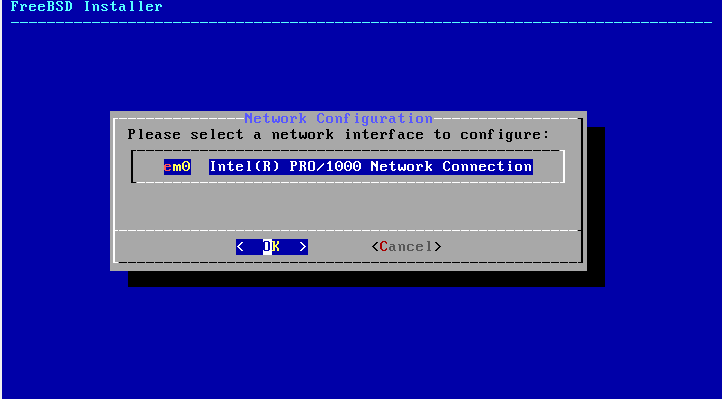 FreeBSD Installer
Network Configuration
Please select a network interface to configure:
em0 Intel(R) PRO/1000 Network Connection
< OK > <Cancel>